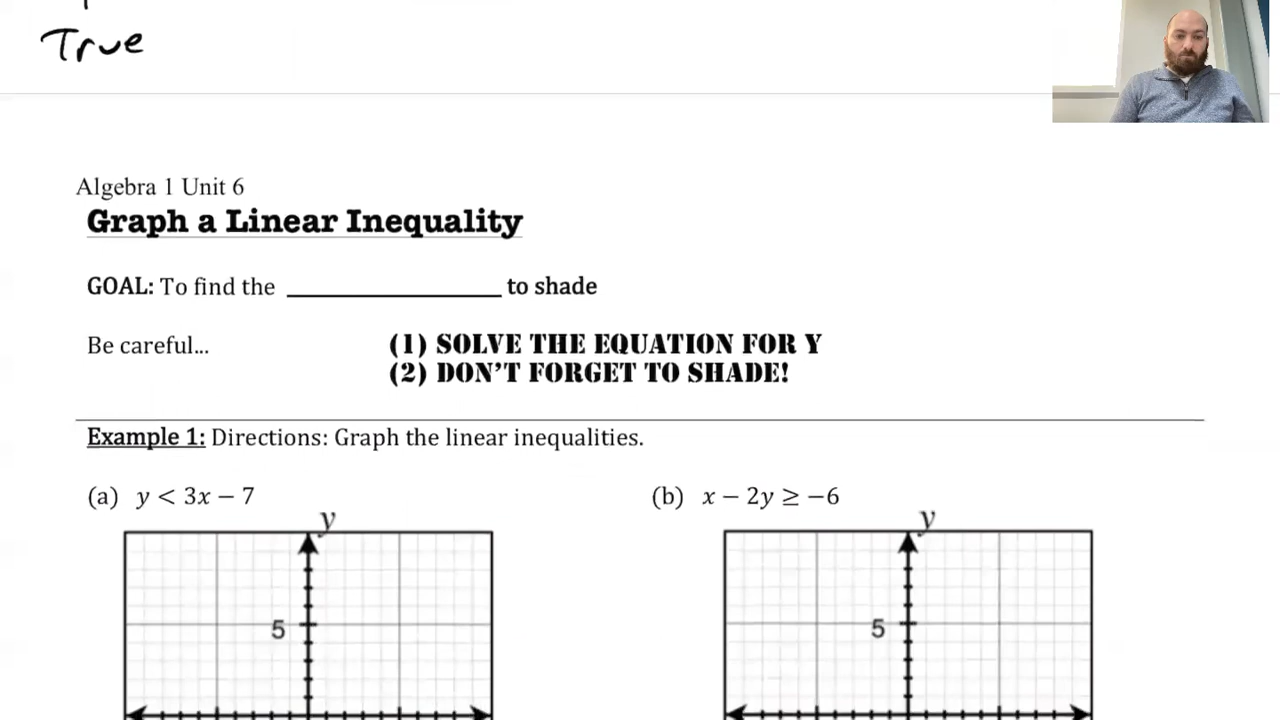 True
Algebra 1 Unit 6
Graph a Linear Inequality
GOAL: To find the ________________ to shade
Be careful... (1) SOLVE THE EQUATION FOR Y
(2) DON'T FORGET TO SHADE!
Example 1: Directions: Graph the linear inequalities.
(a) y < 3x − 7 (b) x − 2y ≥ −6
y y
5 5